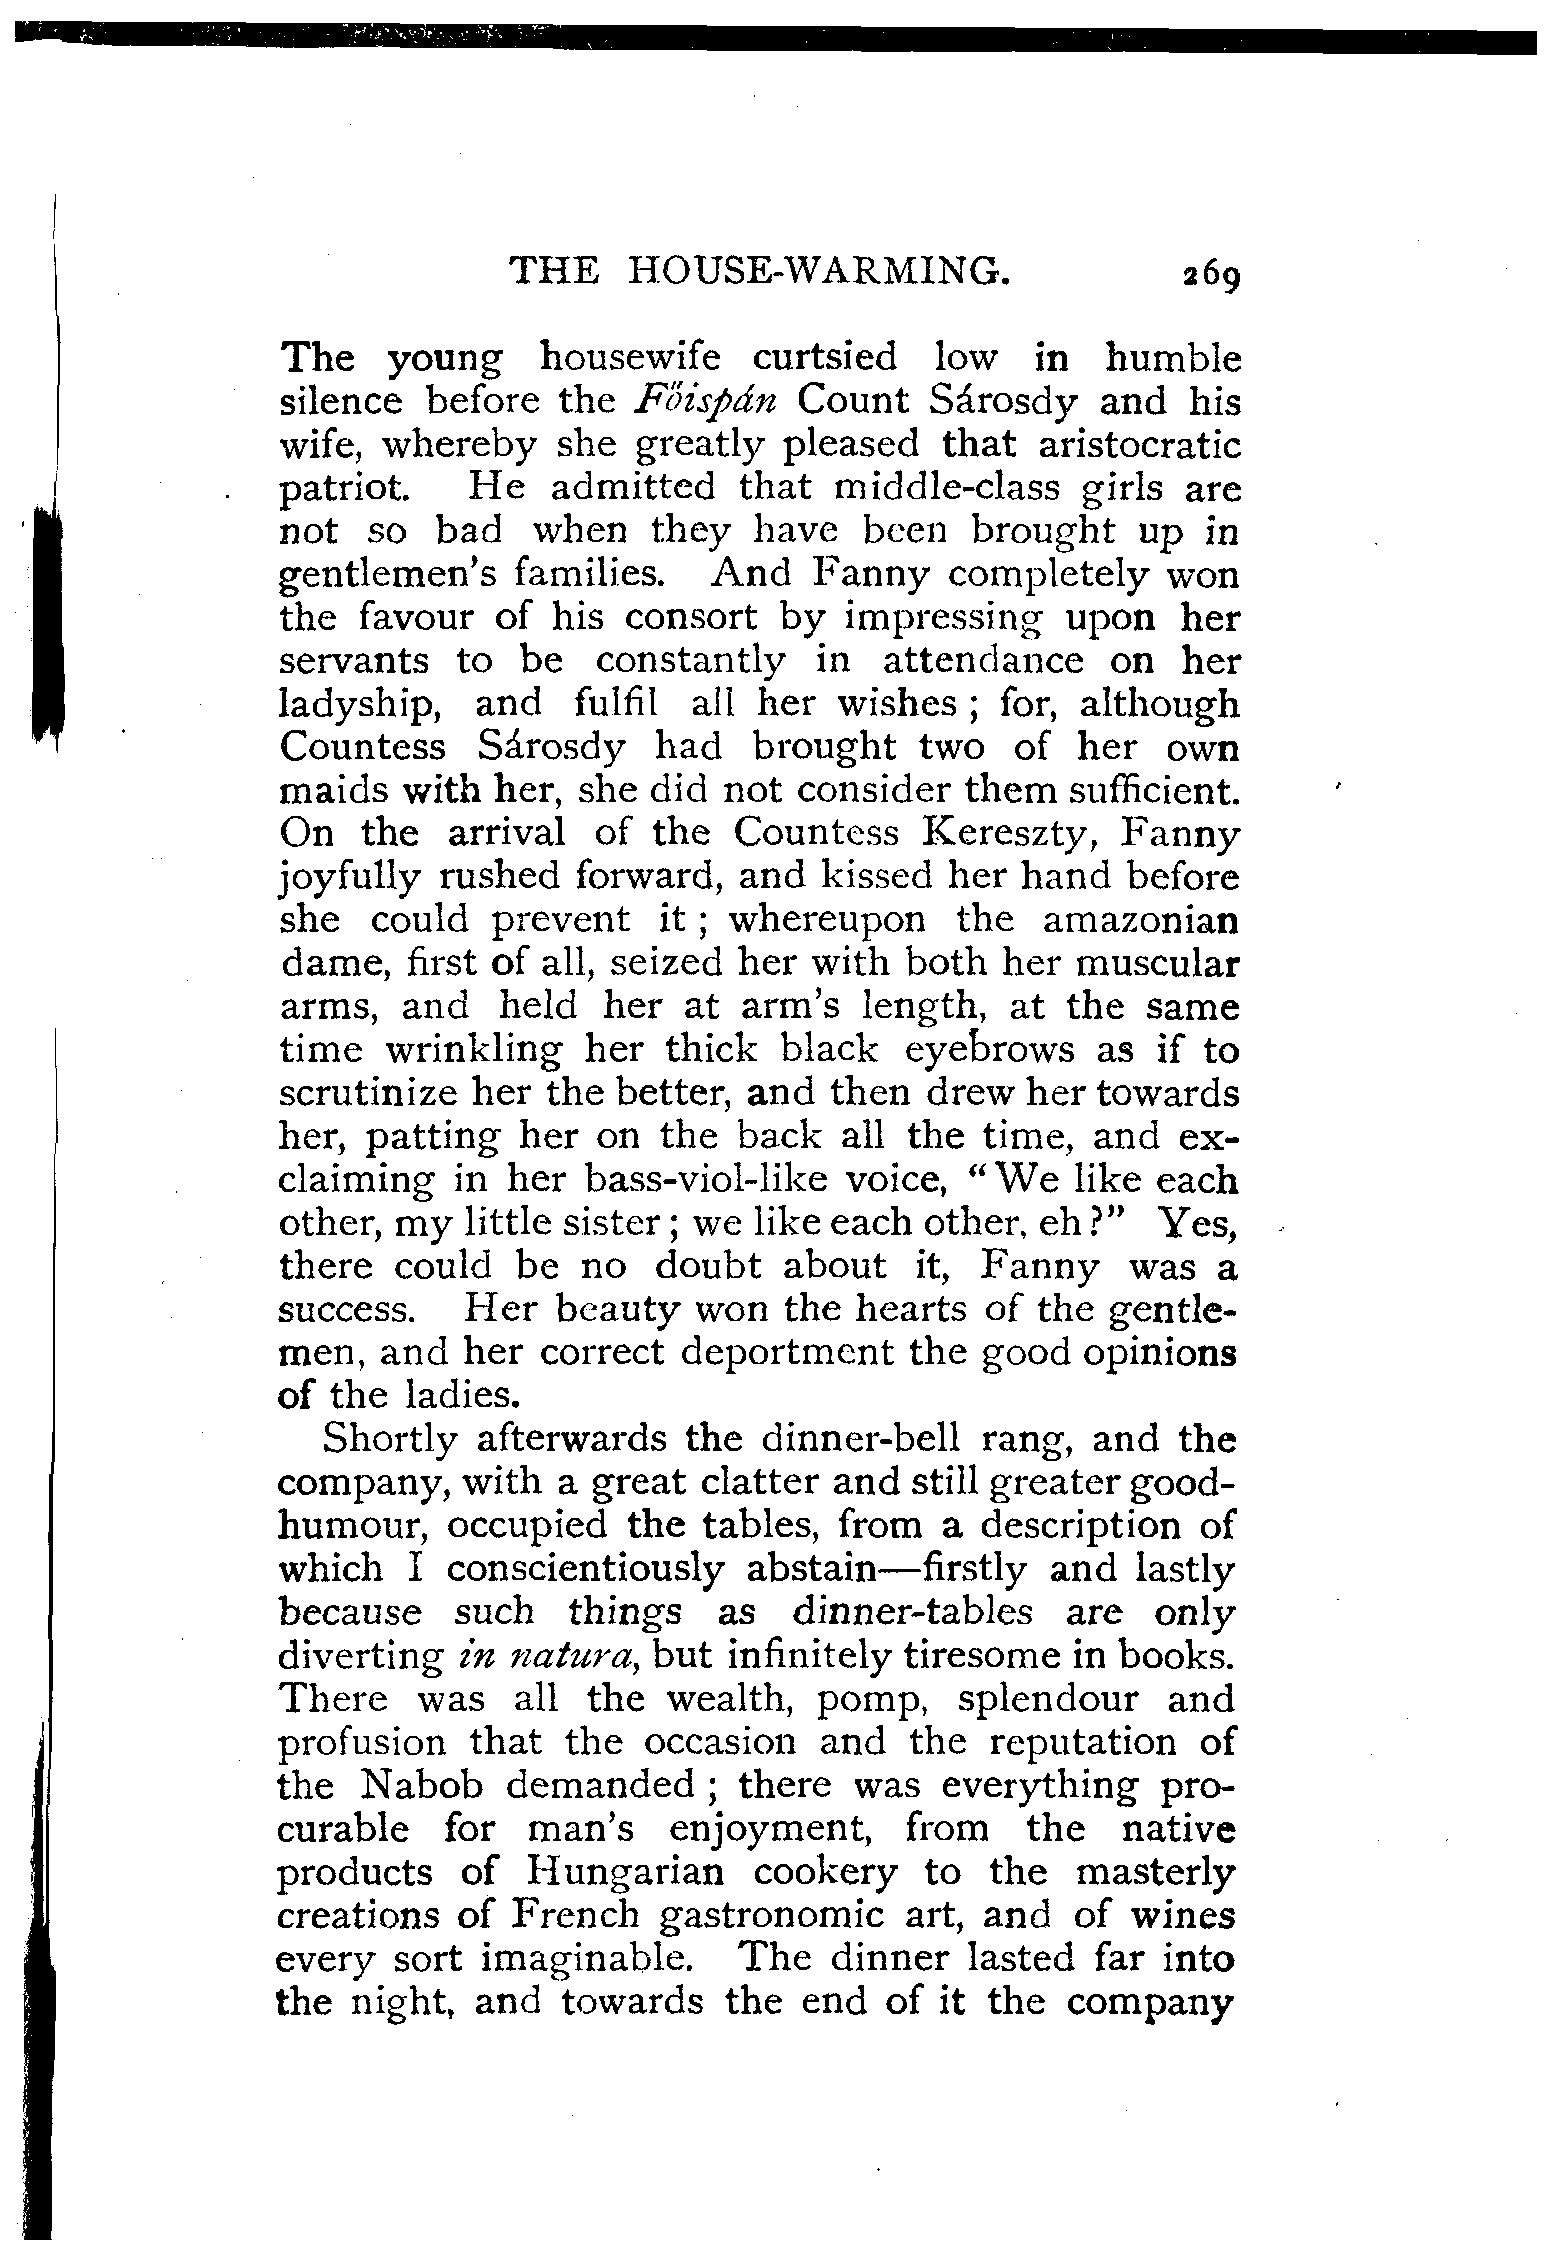 THE HOUSE-WARMING. 269
The young housewife curtsied low in humble
silence before the Főispán Count Sárosdy and his
wife, whereby she greatly pleased that aristocratic
patriot. He admitted that middle-class girls are
not so bad when they have been brought up in
gentlemen's families. And Fanny completely won
the favour of his consort by impressing upon her
servants to be constantly in attendance on her
ladyship, and fulfil all her wishes ; for, although
Countess Sárosdy had brought two of her own
maids with her, she did not consider them sufficient.
On the arrival of the Countess Kereszty, Fanny
joyfully rushed forward, and kissed her hand before
she could prevent it ; whereupon the amazonian
dame, first of all, seized her with both her muscular
arms, and held her at arm's length, at the same
time wrinkling her thick black eyebrows as if to
scrutinize her the better, and then drew her towards
her, patting her on the back all the time, and ex-
claiming in her bass-viol-like voice, “We like each
other, my little sister ; we like each other, eh ?” Yes,
there could be no doubt about it, Fanny was a
success. Her beauty won the hearts of the gentle-
men, and her correct deportment the good opinions
of the ladies.
Shortly afterwards the dinner-bell rang, and the
company, with a great clatter and still greater good-
humour, occupied the tables, from a description of
which I conscientiously abstain—firstly and lastly
because such things as dinner-tables are only
diverting in natura, but infinitely tiresome in books.
There was all the wealth, pomp, splendour and
profusion that the occasion and the reputation of
the Nabob demanded ; there was everything pro-
curable for man's enjoyment, from the native
products of Hungarian cookery to the masterly
creations of French gastronomic art, and of wines
every sort imaginable. The dinner lasted far into
the night, and towards the end of it the company